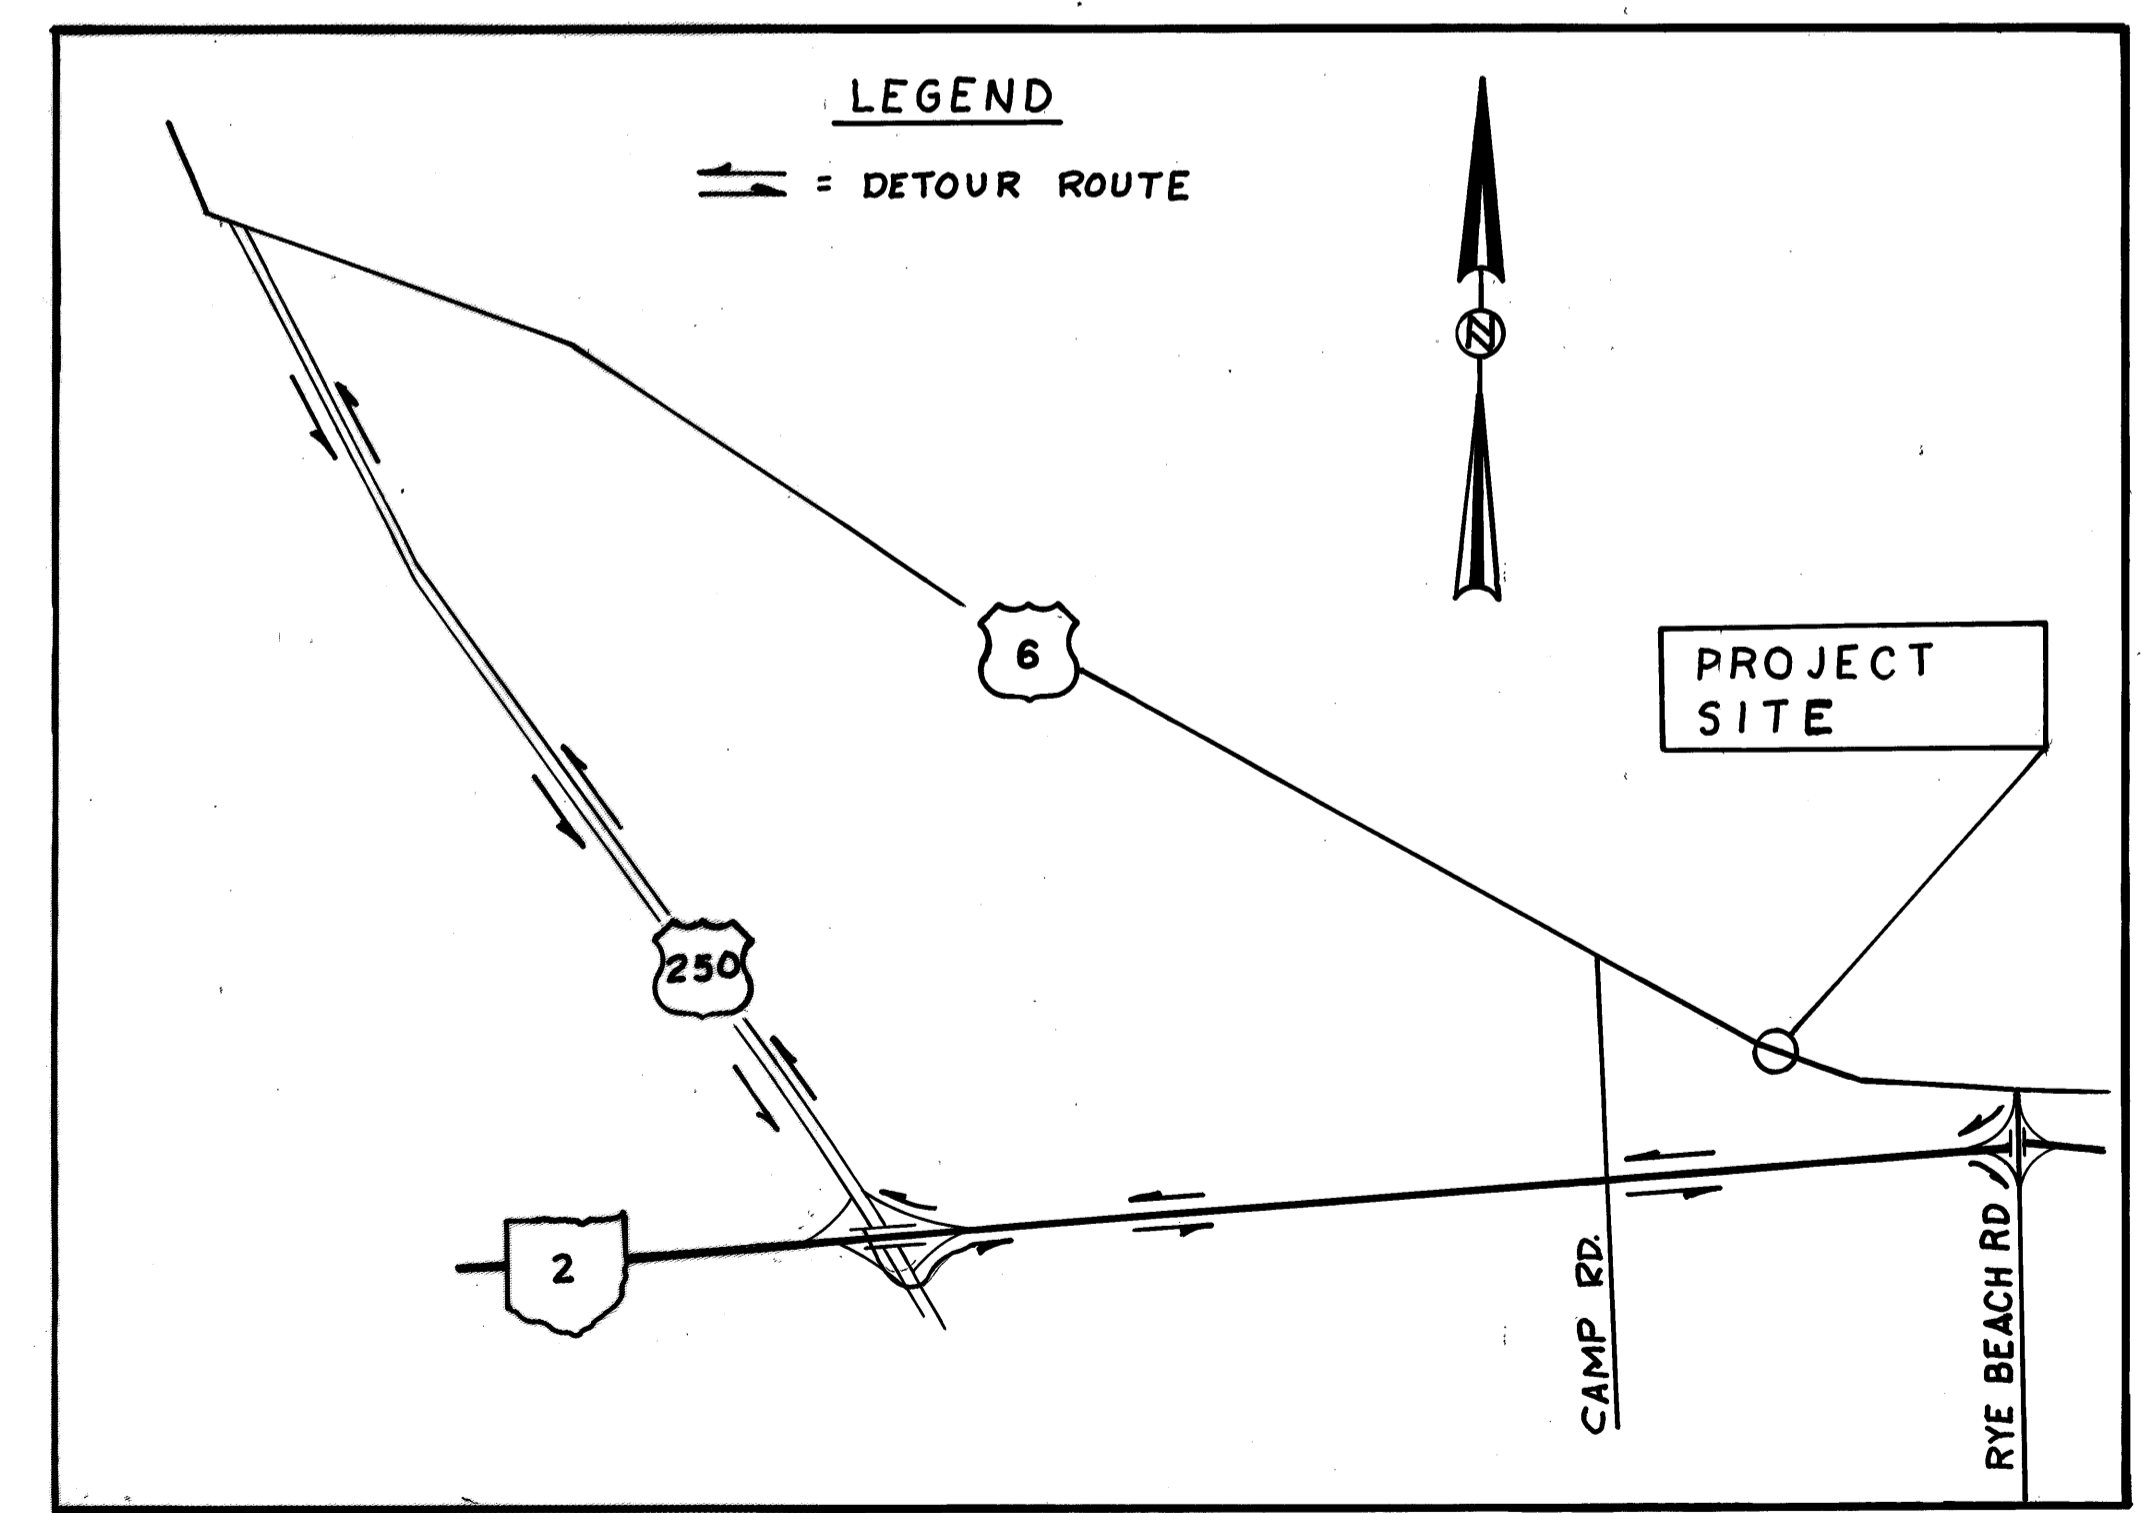 LEGEND
= DETOUR ROUTE
N
6
PROJECT
SITE
250
2
CAMP RD.
RYE BEACH RD